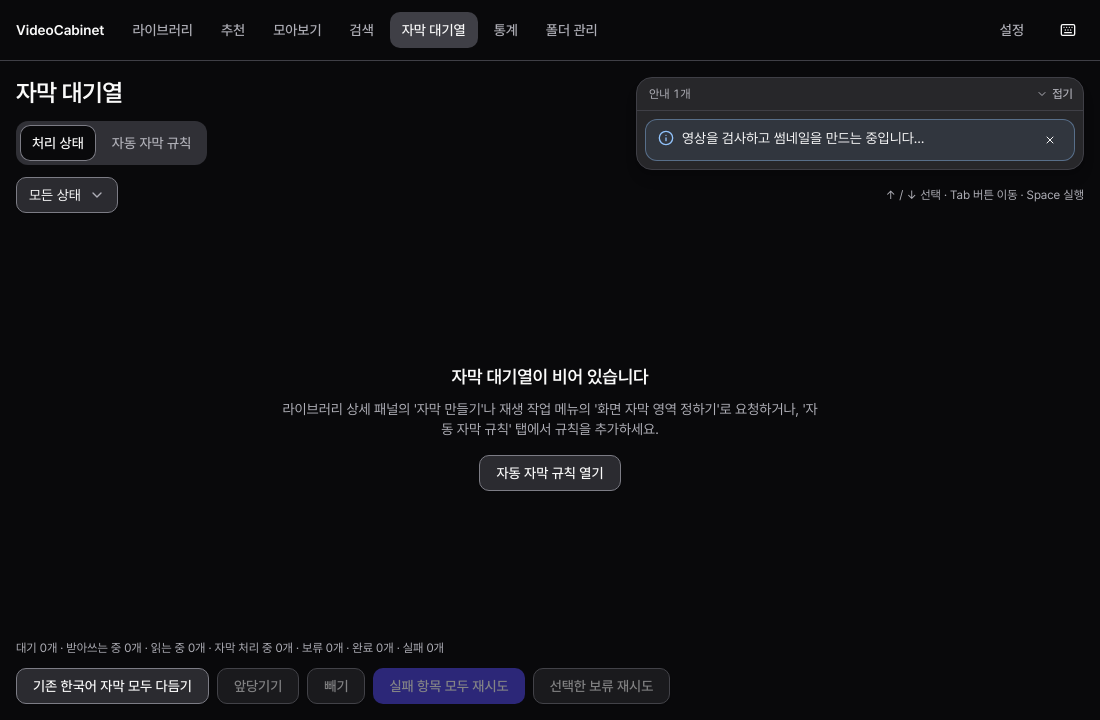 VideoCabinet 라이브러리 추천 모아보기 검색 자막 대기열 통계 폴더 관리 설정
자막 대기열
안내 1개 접기
영상을 검사하고 썸네일을 만드는 중입니다...
처리 상태 자동 자막 규칙
모든 상태
↑ / ↓ 선택 · Tab 버튼 이동 · Space 실행
자막 대기열이 비어 있습니다
라이브러리 상세 패널의 '자막 만들기'나 재생 작업 메뉴의 '화면 자막 영역 정하기'로 요청하거나, '자
동 자막 규칙' 탭에서 규칙을 추가하세요.
자동 자막 규칙 열기
대기 0개 · 받아쓰는 중 0개 · 읽는 중 0개 · 자막 처리 중 0개 · 보류 0개 · 완료 0개 · 실패 0개
기존 한국어 자막 모두 다듬기 앞당기기 빼기 실패 항목 모두 재시도 선택한 보류 재시도